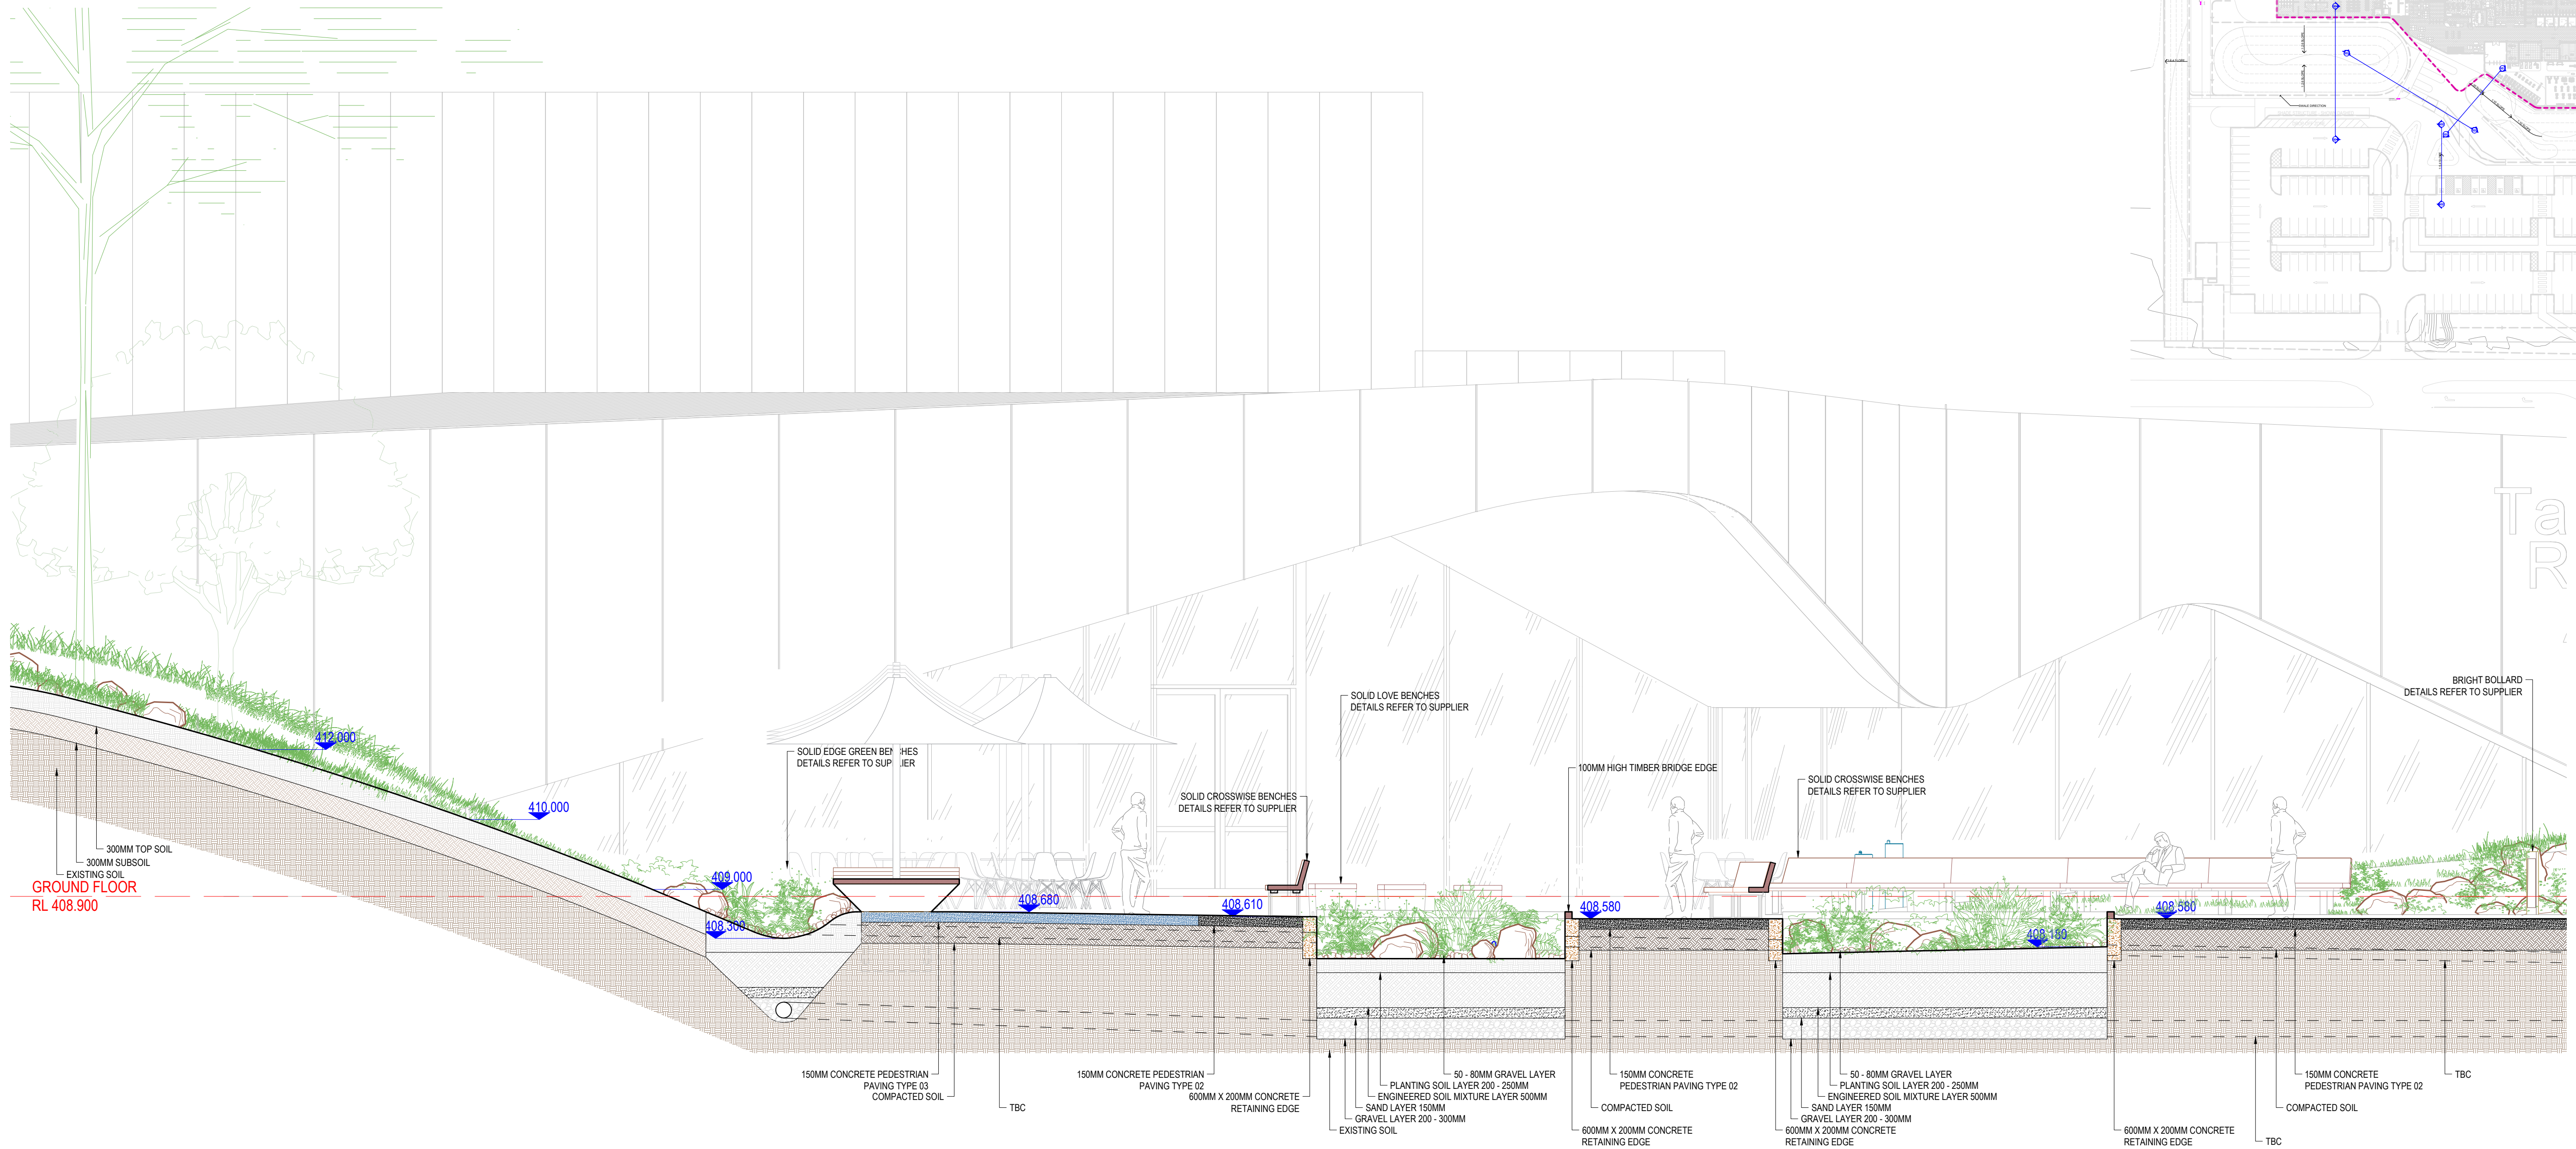 SWALE DIRECTION
Ta
R
412.000
410.000
300MM TOP SOIL
300MM SUBSOIL
EXISTING SOIL
GROUND FLOOR
RL 408.900
SOLID EDGE GREEN BENCHES
DETAILS REFER TO SUPPLIER
409.000
408.300
408.680
408.610
SOLID CROSSWISE BENCHES
DETAILS REFER TO SUPPLIER
SOLID LOVE BENCHES
DETAILS REFER TO SUPPLIER
100MM HIGH TIMBER BRIDGE EDGE
408.580
SOLID CROSSWISE BENCHES
DETAILS REFER TO SUPPLIER
408.180
408.580
BRIGHT BOLLARD
DETAILS REFER TO SUPPLIER
150MM CONCRETE PEDESTRIAN
PAVING TYPE 03
COMPACTED SOIL
TBC
150MM CONCRETE PEDESTRIAN
PAVING TYPE 02
600MM X 200MM CONCRETE
RETAINING EDGE
50 - 80MM GRAVEL LAYER
PLANTING SOIL LAYER 200 - 250MM
ENGINEERED SOIL MIXTURE LAYER 500MM
SAND LAYER 150MM
GRAVEL LAYER 200 - 300MM
EXISTING SOIL
150MM CONCRETE
PEDESTRIAN PAVING TYPE 02
COMPACTED SOIL
600MM X 200MM CONCRETE
RETAINING EDGE
50 - 80MM GRAVEL LAYER
PLANTING SOIL LAYER 200 - 250MM
ENGINEERED SOIL MIXTURE LAYER 500MM
SAND LAYER 150MM
GRAVEL LAYER 200 - 300MM
600MM X 200MM CONCRETE
RETAINING EDGE
150MM CONCRETE
PEDESTRIAN PAVING TYPE 02
TBC
COMPACTED SOIL
600MM X 200MM CONCRETE
RETAINING EDGE
TBC